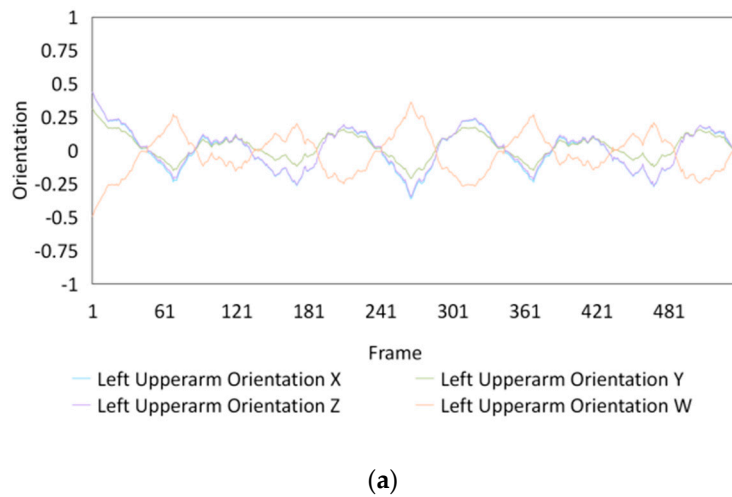 1
0.75
0.5
0.25
0
-0.25
-0.5
-0.75
-1
Orientation
1 61 121 181 241 301 361 421 481
Frame
Left Upperarm Orientation X Left Upperarm Orientation Y
Left Upperarm Orientation Z Left Upperarm Orientation W
(a)